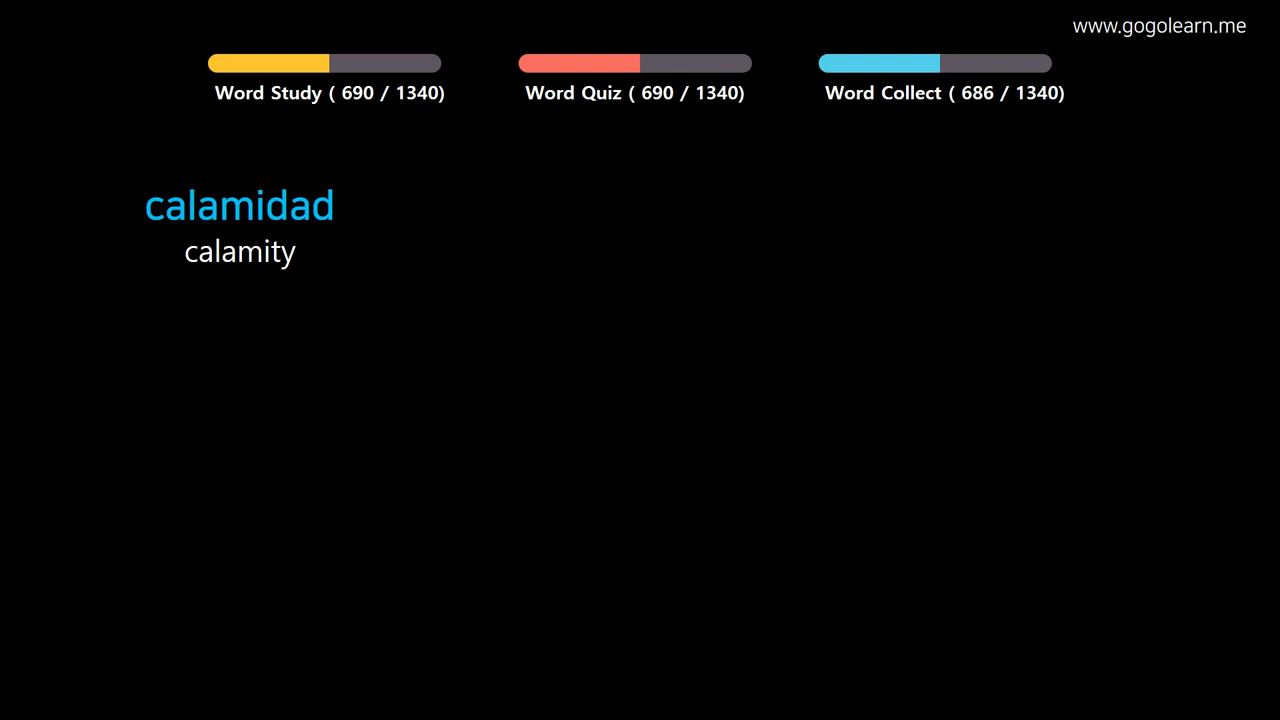 www.gogolearn.me
Word Study ( 690 / 1340)
Word Quiz ( 690 / 1340)
Word Collect ( 686 / 1340)
calamidad
calamity